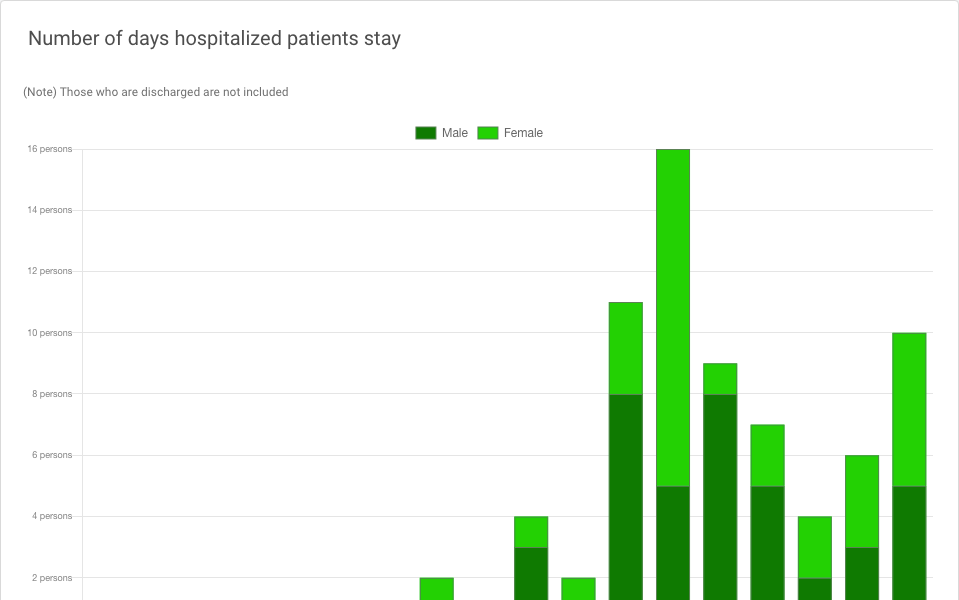 Number of days hospitalized patients stay
(Note) Those who are discharged are not included
Male Female
16 persons
14 persons
12 persons
10 persons
8 persons
6 persons
4 persons
2 persons